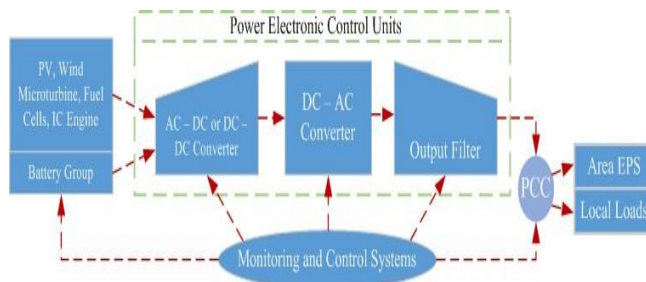 Power Electronic Control Units
PV, Wind
Microturbine, Fuel
Cells, IC Engine
Battery Group
AC – DC or DC –
DC Converter
DC – AC
Converter
Output Filter
PCC
Area EPS
Local Loads
Monitoring and Control Systems